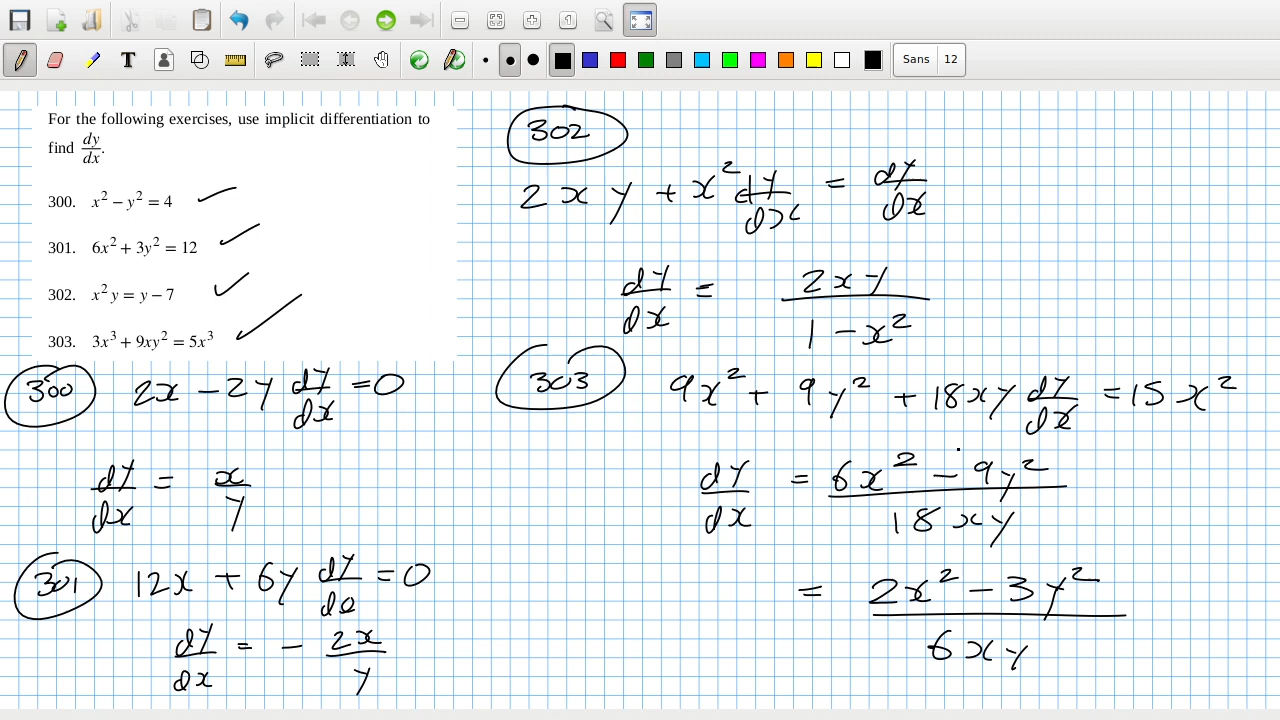 Sans 12
For the following exercises, use implicit differentiation to
find dy/dx.
300. x² − y² = 4
301. 6x² + 3y² = 12
302. x²y = y − 7
303. 3x³ + 9xy² = 5x³
300 2x − 2y dy/dx = 0
dy/dx = x/y
301 12x + 6y dy/dx = 0
dy/dx = − 2x/y
302
2xy + x² dy/dx = dy/dx
dy/dx = 2xy/(1 − x²)
303 9x² + 9y² + 18xy dy/dx = 15x²
dy/dx = (6x² − 9y²)/(18xy)
= (2x² − 3y²)/(6xy)